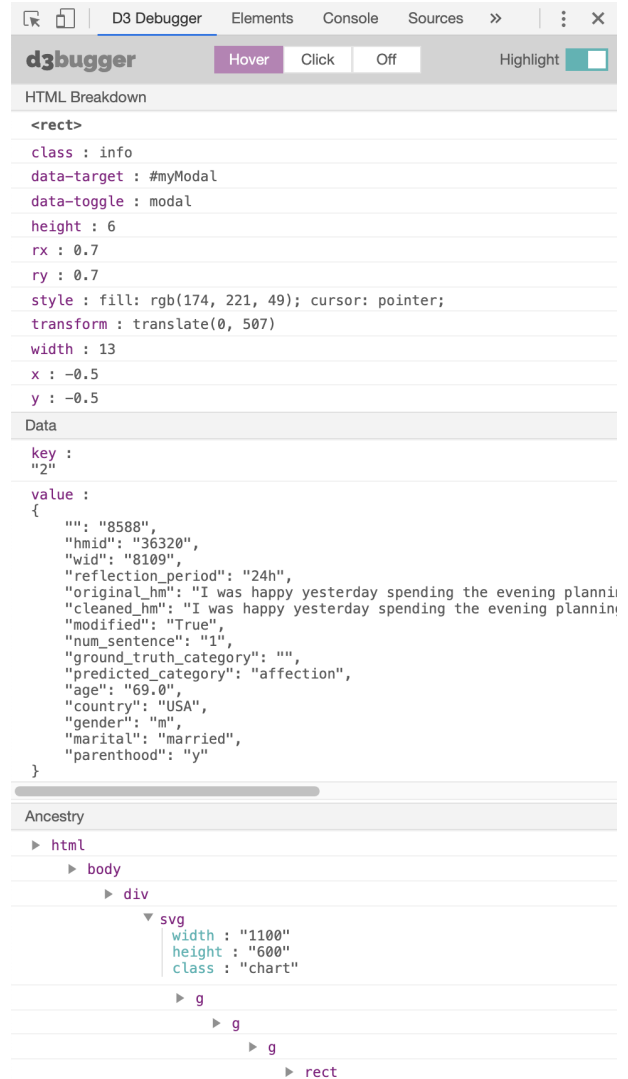 D3 Debugger Elements Console Sources »
d3bugger Hover Click Off Highlight
HTML Breakdown
<rect>
class : info
data-target : #myModal
data-toggle : modal
height : 6
rx : 0.7
ry : 0.7
style : fill: rgb(174, 221, 49); cursor: pointer;
transform : translate(0, 507)
width : 13
x : -0.5
y : -0.5
Data
key :
"2"
value :
{
"": "8588",
"hmid": "36320",
"wid": "8109",
"reflection_period": "24h",
"original_hm": "I was happy yesterday spending the evening plannin
"cleaned_hm": "I was happy yesterday spending the evening planning
"modified": "True",
"num_sentence": "1",
"ground_truth_category": "",
"predicted_category": "affection",
"age": "69.0",
"country": "USA",
"gender": "m",
"marital": "married",
"parenthood": "y"
}
Ancestry
html
body
div
svg
width : "1100"
height : "600"
class : "chart"
g
g
g
rect